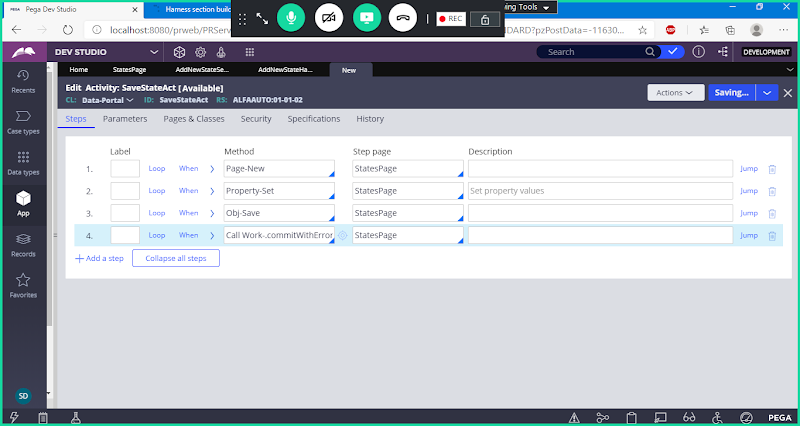 PEGA Pega Dev Studio
Harness section build
localhost:8080/prweb/PRServ
REC
ving Tools
DARD?pzPostData=-11630...
DEV STUDIO
Search
DEVELOPMENT
Recents
Case types
Data types
App
Records
Favorites
SD
Home
StatesPage
AddNewStateSe...
AddNewStateHa...
New
Edit Activity: SaveStateAct [Available]
CL: Data-Portal ID: SaveStateAct RS: ALFAAUTO:01-01-02
Actions
Saving...
Steps Parameters Pages & Classes Security Specifications History
Label Method Step page Description
1. Loop When Page-New StatesPage Jump
2. Loop When Property-Set StatesPage Set property values Jump
3. Loop When Obj-Save StatesPage Jump
4. Loop When Call Work-.commitWithError StatesPage Jump
+ Add a step Collapse all steps
PEGA